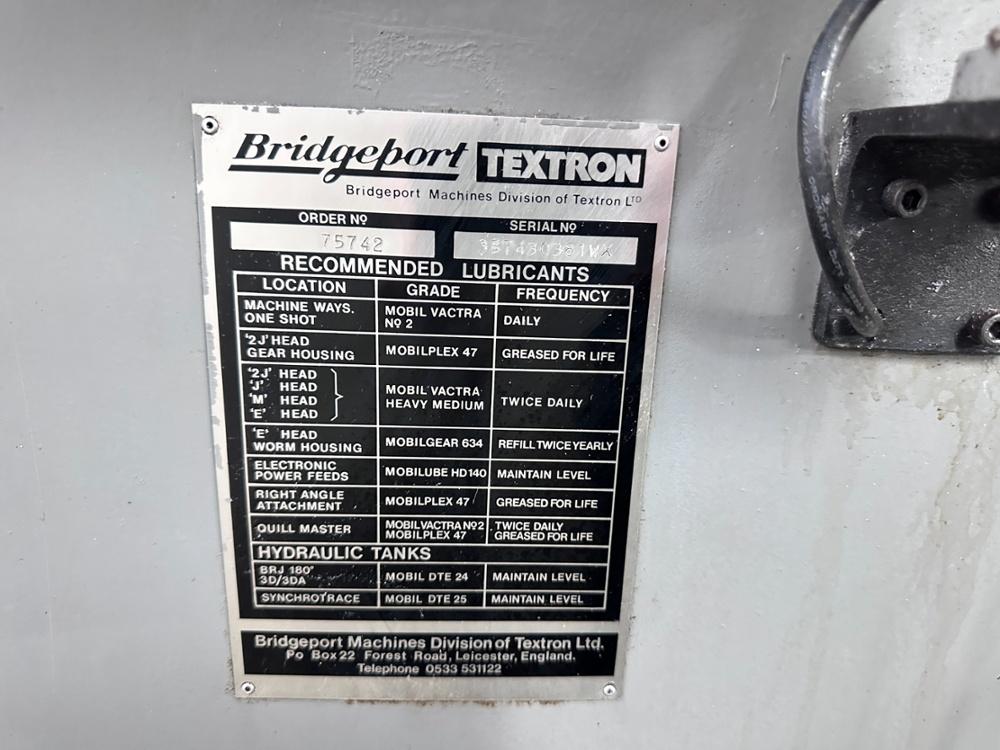 Bridgeport TEXTRON
Bridgeport Machines Division of Textron LTD
ORDER Nº SERIAL Nº
75742
RECOMMENDED LUBRICANTS
LOCATION GRADE FREQUENCY
MACHINE WAYS. ONE SHOT MOBIL VACTRA Nº 2 DAILY
'2J' HEAD GEAR HOUSING MOBILPLEX 47 GREASED FOR LIFE
'2J' HEAD
'J' HEAD
'M' HEAD
'E' HEAD
MOBIL VACTRA HEAVY MEDIUM TWICE DAILY
'E' HEAD WORM HOUSING MOBILGEAR 634 REFILL TWICE YEARLY
ELECTRONIC POWER FEEDS MOBILUBE HD 140 MAINTAIN LEVEL
RIGHT ANGLE ATTACHMENT MOBILPLEX 47 GREASED FOR LIFE
QUILL MASTER MOBIL VACTRA Nº2 TWICE DAILY
MOBILPLEX 47 GREASED FOR LIFE
HYDRAULIC TANKS
BRJ 180° 3D/3DA MOBIL DTE 24 MAINTAIN LEVEL
SYNCHROTRACE MOBIL DTE 25 MAINTAIN LEVEL
Bridgeport Machines Division of Textron Ltd.
Po Box 22 Forest Road, Leicester, England.
Telephone 0533 531122